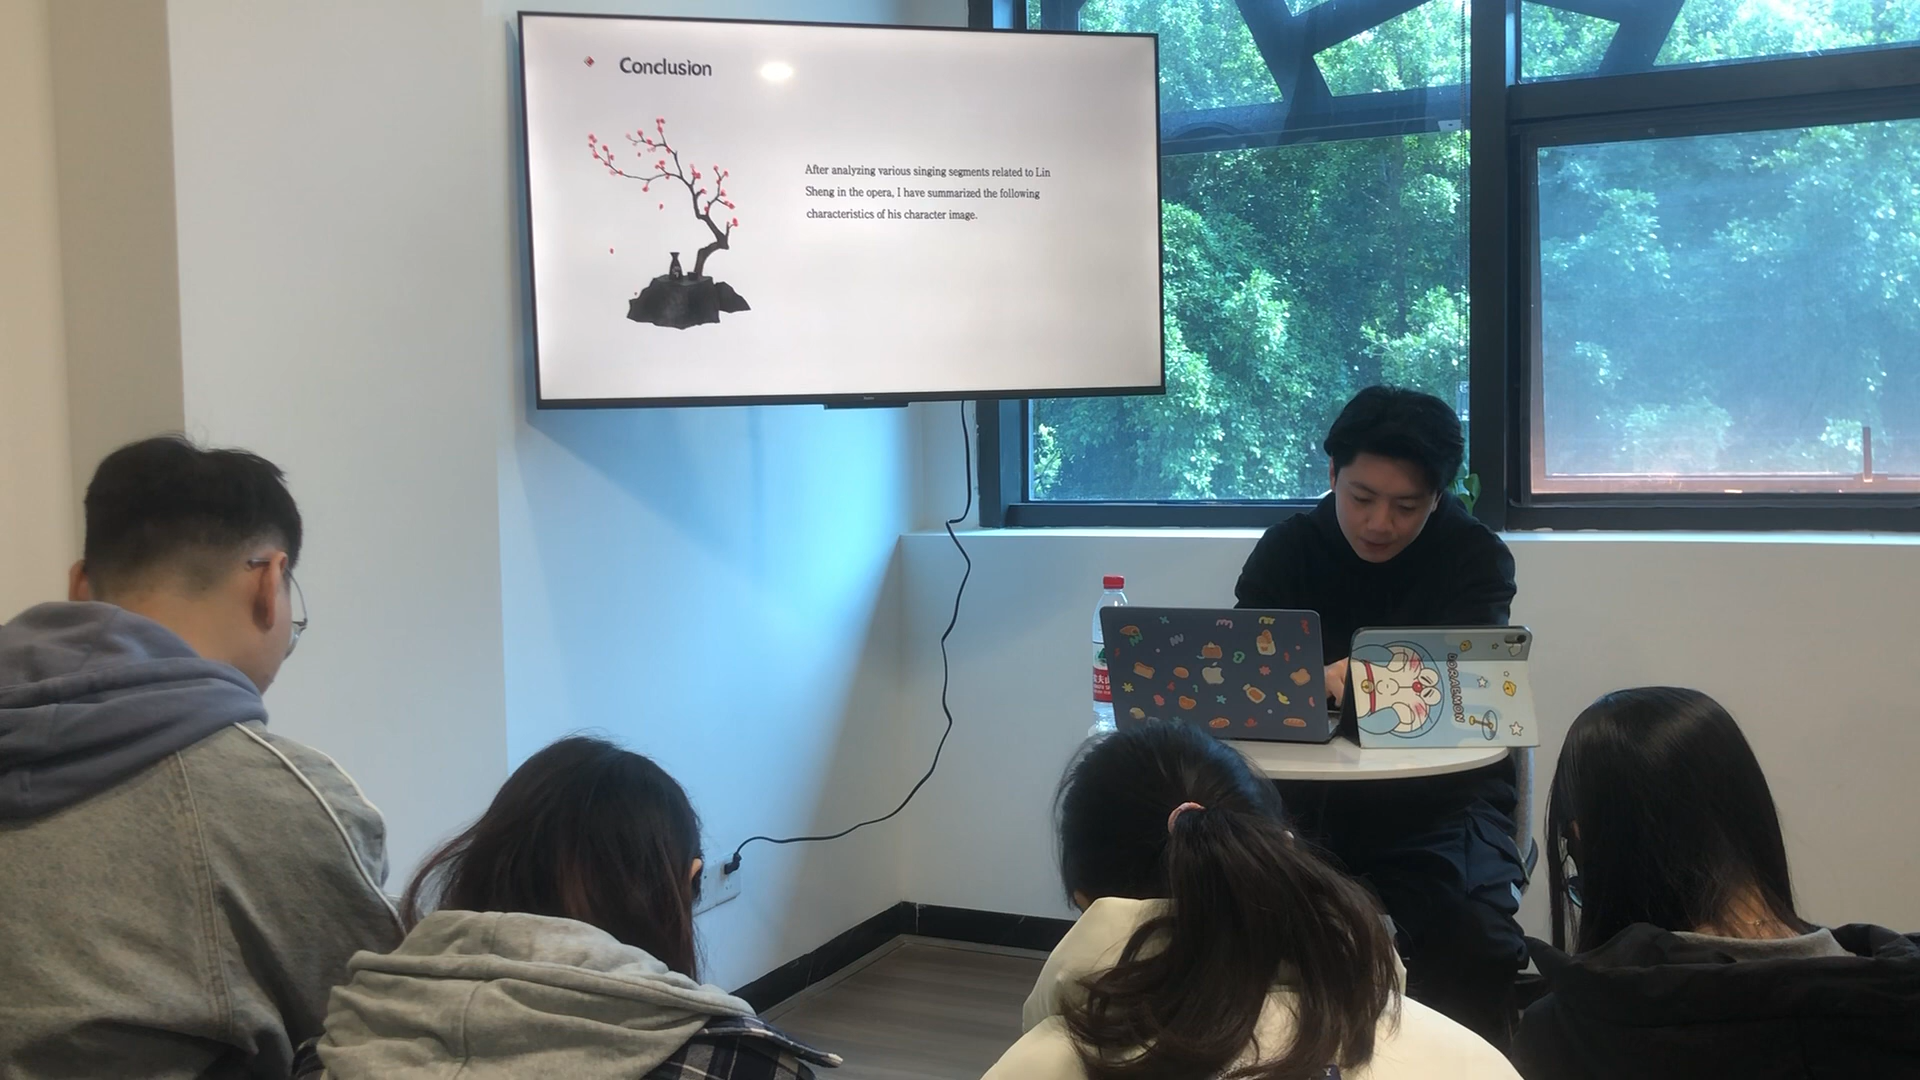 Conclusion
After analyzing various singing segments related to Lin
Sheng in the opera, I have summarized the following
characteristics of his character image.
DORAEMON